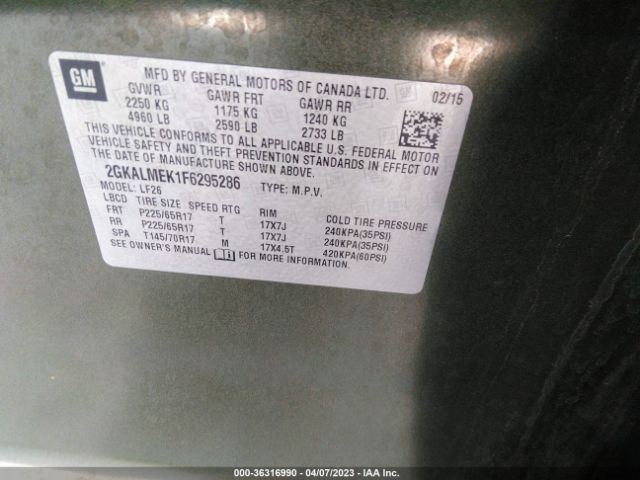 GM
MFD BY GENERAL MOTORS OF CANADA LTD.
GVWR GAWR FRT GAWR RR 02/15
2250 KG 1175 KG 1240 KG
4960 LB 2590 LB 2733 LB
THIS VEHICLE CONFORMS TO ALL APPLICABLE U.S. FEDERAL MOTOR
VEHICLE SAFETY AND THEFT PREVENTION STANDARDS IN EFFECT ON
THE DATE OF MANUFACTURE SHOWN ABOVE.
2GKALMEK1F6295286 TYPE: M.P.V.
MODEL: LF26
LBCD TIRE SIZE SPEED RTG RIM COLD TIRE PRESSURE
FRT P225/65R17 T 17X7J 240KPA(35PSI)
RR P225/65R17 T 17X7J 240KPA(35PSI)
SPA T145/70R17 M 17X4.5T 420KPA(60PSI)
SEE OWNER'S MANUAL FOR MORE INFORMATION.
000-36316990 - 04/07/2023 - IAA Inc.